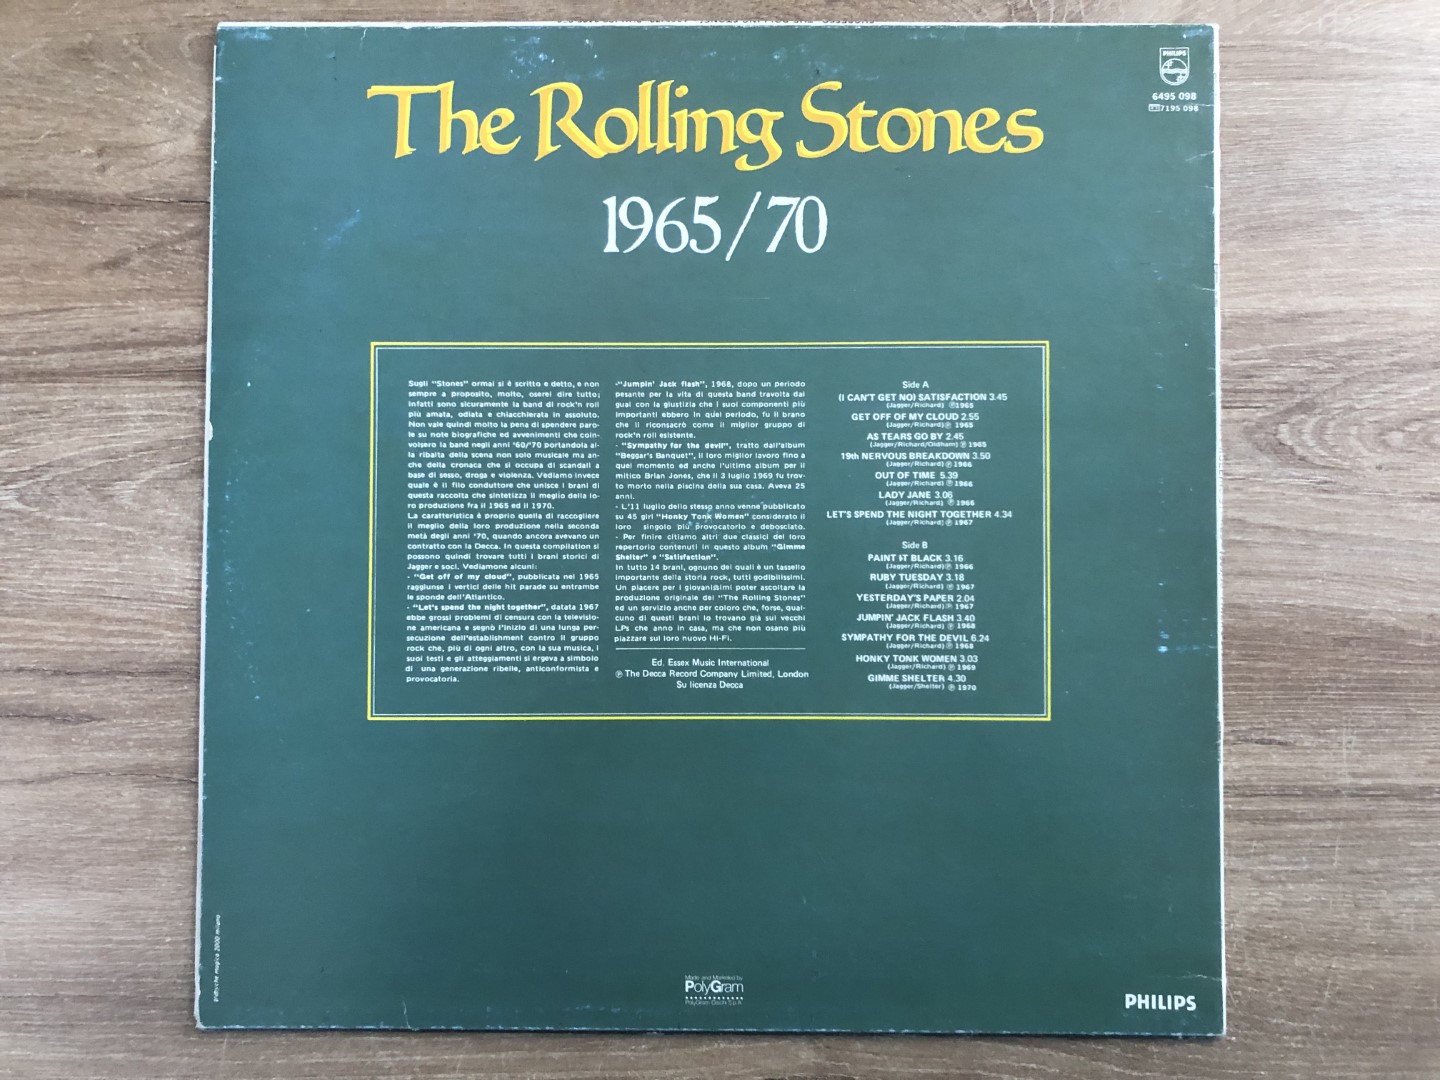 PHILIPS
6495 098
7195 098
The Rolling Stones
1965/70
Sugli "Stones" ormai si è scritto e detto, e non
sempre a proposito, molto, oserei dire tutto;
infatti sono sicuramente la band di rock'n roll
più amata, odiata e chiacchierata in assoluto.
Non vale quindi molto la pena di spendere paro-
le su note biografiche ed avvenimenti che coin-
volsero la band negli anni '60/'70 portandola al-
la ribalta della scena non solo musicale ma an-
che della cronaca che si occupa di scandali a
base di sesso, droga e violenza. Vediamo invece
quale è il filo conduttore che unisce i brani di
questa raccolta che sintetizza il meglio della lo-
ro produzione fra il 1965 ed il 1970.
La caratteristica è proprio quella di raccogliere
il meglio della loro produzione nella seconda
metà degli anni '70, quando ancora avevano un
contratto con la Decca. In questa compilation si
possono quindi trovare tutti i brani storici di
Jagger e soci. Vediamone alcuni:
- "Get off of my cloud", pubblicata nel 1965
raggiunse i vertici delle hit parade su entrambe
le sponde dell'Atlantico.
- "Let's spend the night together", datata 1967
ebbe grossi problemi di censura con la televisio-
ne americana e segnò l'inizio di una lunga per-
secuzione dell'establishment contro il gruppo
rock che, più di ogni altro, con la sua musica, i
suoi testi e gli atteggiamenti si ergeva a simbolo
di una generazione ribelle, anticonformista e
provocatoria.
-"Jumpin' Jack flash", 1968, dopo un periodo
pesante per la vita di questa band travolta dai
guai con la giustizia che i suoi componenti più
importanti ebbero in quel periodo, fu il brano
che li riconsacrò come il miglior gruppo di
rock'n roll esistente.
- "Sympathy for the devil", tratto dall'album
"Beggar's Banquet", il loro miglior lavoro fino a
quel momento ed anche l'ultimo album per il
mitico Brian Jones, che il 3 luglio 1969 fu trov-
to morto nella piscina della sua casa. Aveva 25
anni.
- L'11 luglio dello stesso anno venne pubblicato
su 45 giri "Honky Tonk Women" considerato il
loro singolo più provocatorio e debosciato.
- Per finire citiamo altri due classici del loro
repertorio contenuti in questo album "Gimme
Shelter" e "Satisfaction".
In tutto 14 brani, ognuno dei quali è un tassello
importante della storia rock, tutti godibilissimi.
Un piacere per i giovanissimi poter ascoltare la
produzione originale dei "The Rolling Stones"
ed un servizio anche per coloro che, forse, qual-
cuno di questi brani lo trovano già sui vecchi
LPs che anno in casa, ma che non osano più
piazzare sul loro nuovo Hi-Fi.
Ed. Essex Music International
℗ The Decca Record Company Limited, London
Su licenza Decca
Side A
(I CAN'T GET NO) SATISFACTION 3.45
(Jagger/Richard) ℗1965
GET OFF OF MY CLOUD 2.55
(Jagger/Richard) ℗ 1965
AS TEARS GO BY 2.45
(Jagger/Richard/Oldham) ℗ 1965
19th NERVOUS BREAKDOWN 3.50
(Jagger/Richard) ℗ 1966
OUT OF TIME 5.39
(Jagger/Richard) ℗ 1966
LADY JANE 3.06
(Jagger/Richard) ℗ 1966
LET'S SPEND THE NIGHT TOGETHER 4.34
(Jagger/Richard) ℗ 1967
Side B
PAINT IT BLACK 3.16
(Jagger/Richard) ℗ 1966
RUBY TUESDAY 3.18
(Jagger/Richard) ℗ 1967
YESTERDAY'S PAPER 2.04
(Jagger/Richard) ℗ 1967
JUMPIN' JACK FLASH 3.40
(Jagger/Richard) ℗ 1968
SYMPATHY FOR THE DEVIL 6.24
(Jagger/Richard) ℗ 1968
HONKY TONK WOMEN 3.03
(Jagger/Richard) ℗ 1969
GIMME SHELTER 4.30
(Jagger/Shelter) ℗ 1970
magica 2000 milano
Made and Marketed by
PolyGram
PHILIPS